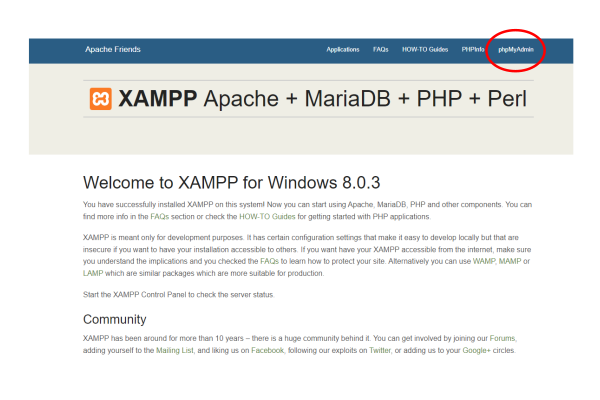 Apache Friends Applications FAQs HOW-TO Guides PHPInfo phpMyAdmin
XAMPP Apache + MariaDB + PHP + Perl
Welcome to XAMPP for Windows 8.0.3
You have successfully installed XAMPP on this system! Now you can start using Apache, MariaDB, PHP and other components. You can
find more info in the FAQs section or check the HOW-TO Guides for getting started with PHP applications.
XAMPP is meant only for development purposes. It has certain configuration settings that make it easy to develop locally but that are
insecure if you want to have your installation accessible to others. If you want have your XAMPP accessible from the internet, make sure
you understand the implications and you checked the FAQs to learn how to protect your site. Alternatively you can use WAMP, MAMP or
LAMP which are similar packages which are more suitable for production.
Start the XAMPP Control Panel to check the server status.
Community
XAMPP has been around for more than 10 years – there is a huge community behind it. You can get involved by joining our Forums,
adding yourself to the Mailing List, and liking us on Facebook, following our exploits on Twitter, or adding us to your Google+ circles.